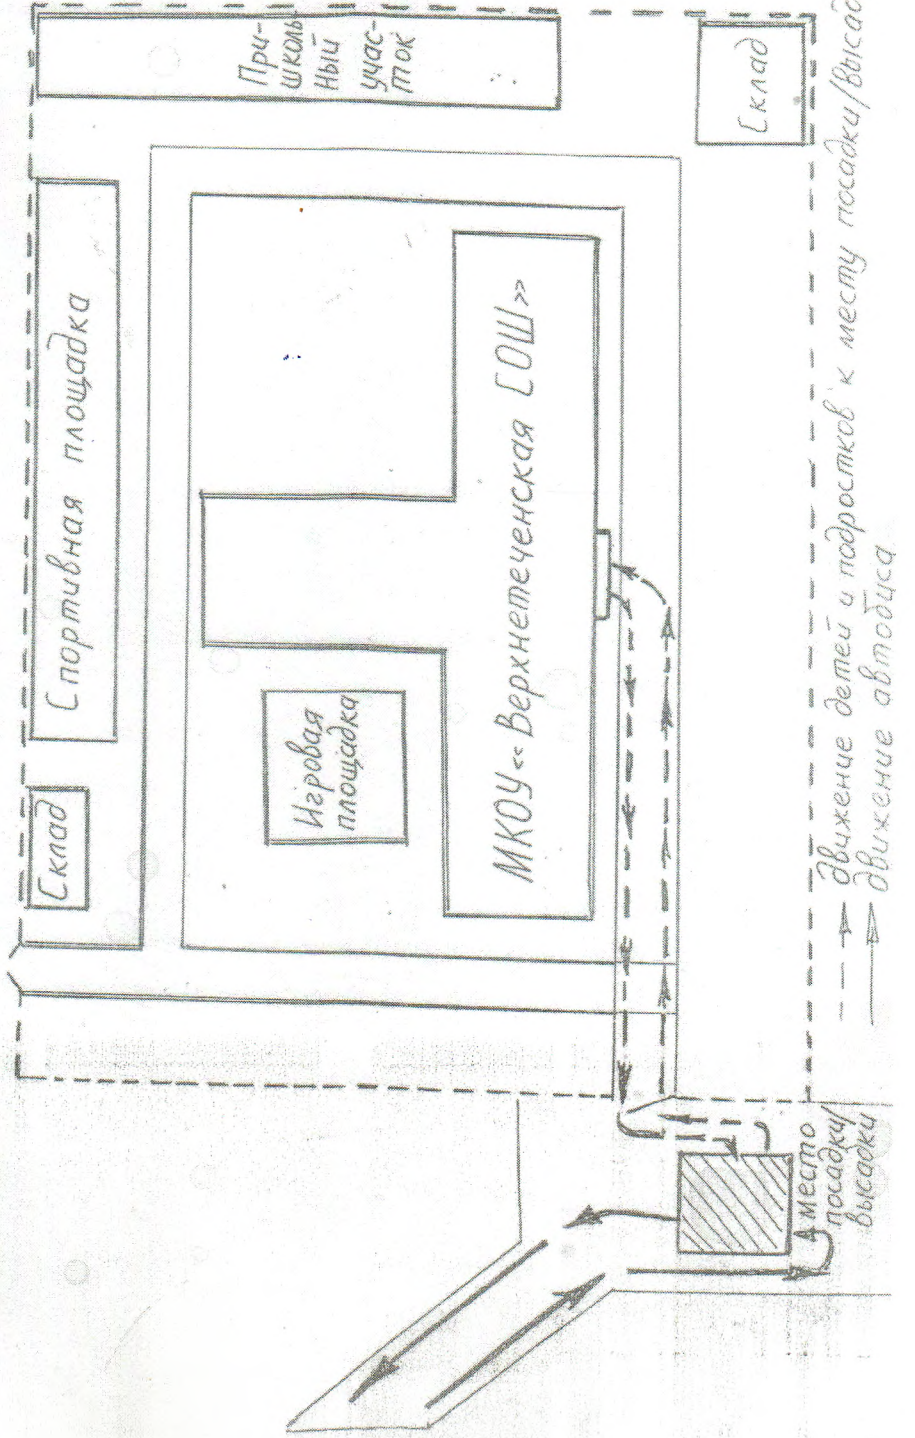 При-
школь
ный
учас-
ток
Склад
Спортивная площадка
МКОУ «Верхнетеченская СОШ»
Игровая
площадка
Склад
место
посадки/
высадки
движение детей и подростков к месту посадки/высад
движение автобуса